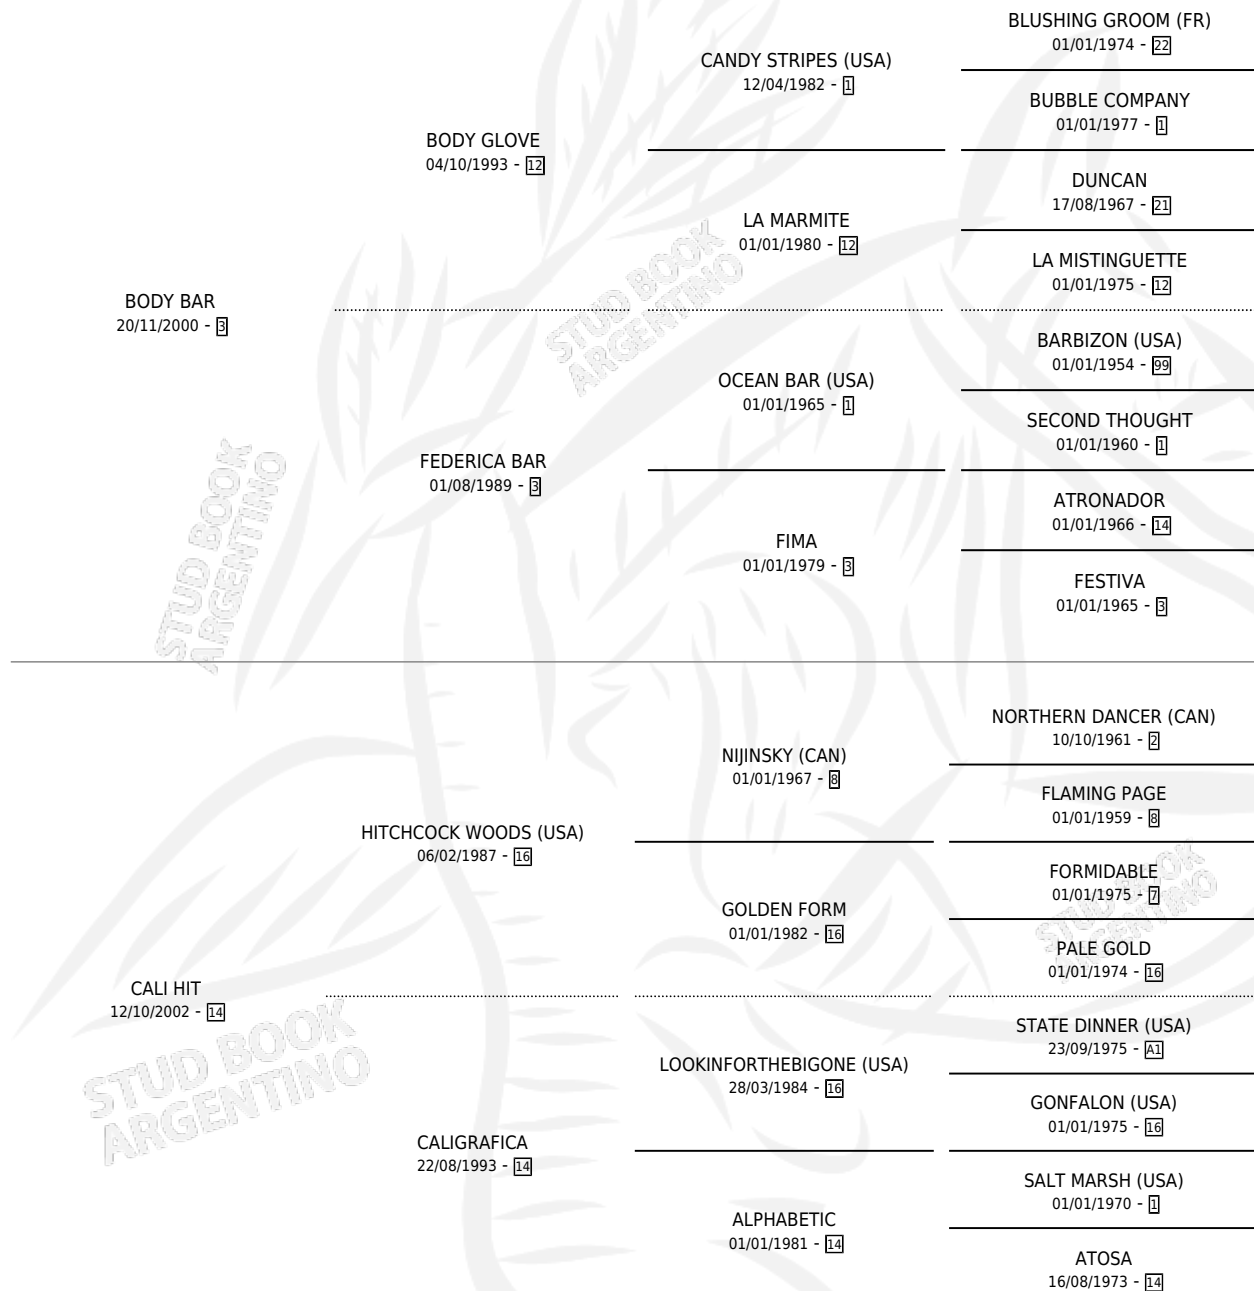 BLUSHING GROOM (FR)
01/01/1974 - 22
CANDY STRIPES (USA)
12/04/1982 - 1
BUBBLE COMPANY
01/01/1977 - 1
BODY GLOVE
04/10/1993 - 12
DUNCAN
17/08/1967 - 21
LA MARMITE
01/01/1980 - 12
LA MISTINGUETTE
01/01/1975 - 12
BODY BAR
20/11/2000 - 3
STUD BOOK
ARGENTINO
BARBIZON (USA)
01/01/1954 - 99
OCEAN BAR (USA)
01/01/1965 - 1
SECOND THOUGHT
01/01/1960 - 1
FEDERICA BAR
01/08/1989 - 3
ATRONADOR
01/01/1966 - 14
FIMA
01/01/1979 - 3
FESTIVA
01/01/1965 - 3
STUD BOOK
ARGENTINO
NORTHERN DANCER (CAN)
10/10/1961 - 2
NIJINSKY (CAN)
01/01/1967 - 8
FLAMING PAGE
01/01/1959 - 8
HITCHCOCK WOODS (USA)
06/02/1987 - 16
FORMIDABLE
01/01/1975 - 7
GOLDEN FORM
01/01/1982 - 16
STUD BOOK
ARGENTINO
PALE GOLD
01/01/1974 - 16
CALI HIT
12/10/2002 - 14
STUD BOOK
ARGENTINO
STATE DINNER (USA)
23/09/1975 - A1
LOOKINFORTHEBIGONE (USA)
28/03/1984 - 16
GONFALON (USA)
01/01/1975 - 16
CALIGRAFICA
22/08/1993 - 14
SALT MARSH (USA)
01/01/1970 - 1
ALPHABETIC
01/01/1981 - 14
ATOSA
16/08/1973 - 14